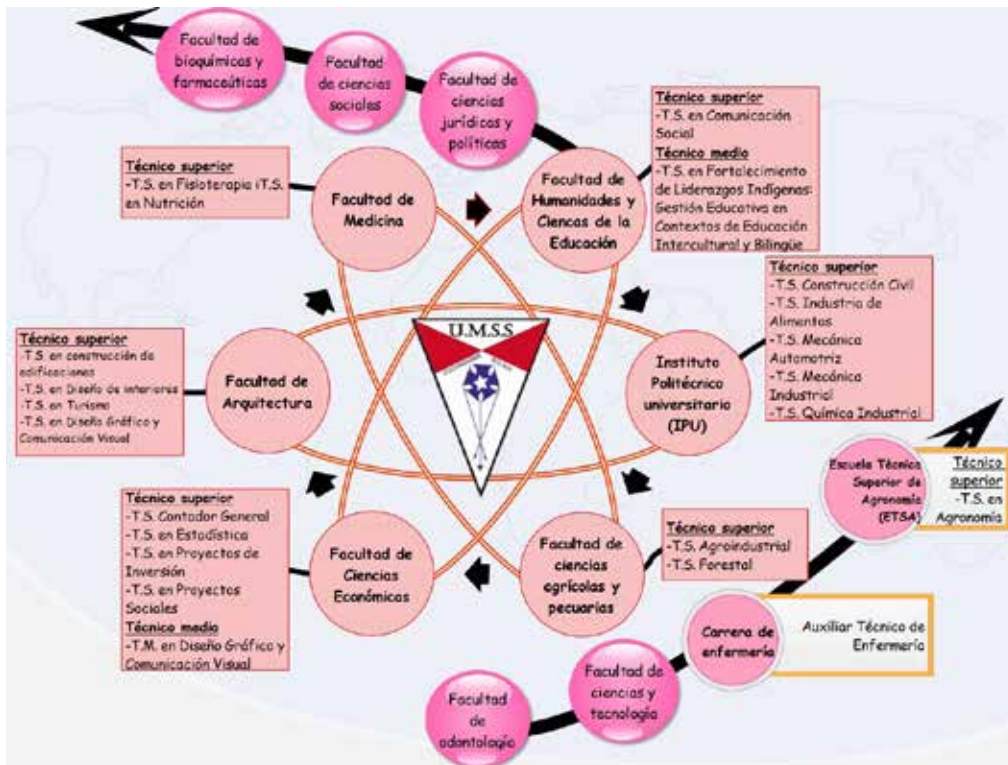 Facultad de
bioquímicas y
farmaceúticas
Facultad
de ciencias
sociales
Facultad de
ciencias
jurídicas y
políticas
Técnico superior
-T.S. en Comunicación
Social
Técnico medio
-T.S. en Fortalecimiento
de Liderazgos Indígenas:
Gestión Educativa en
Contextos de Educación
Intercultural y Bilingüe
Técnico superior
-T.S. en Fisioterapia iT.S.
en Nutrición
Facultad
de
Medicina
Facultad de
Humanidades y
Ciencas de la
Educación
Técnico superior
-T.S. Construcción Civil
-T.S. Industria de
Alimentos
-T.S. Mecánica
Automotriz
-T.S. Mecánica
Industrial
-T.S. Química Industrial
U.M.S.S
Técnico superior
-T.S. en construcción de
edificaciones
-T.S. en Diseño de interiores
-T.S. en Turismo
-T.S. en Diseño Gráfico y
Comunicación Visual
Facultad de
Arquitectura
Instituto
Politécnico
universitario
(IPU)
Escuela Técnica
Superior de
Agronomía
(ETSA)
Técnico
superior
-T.S. en
Agronomía
Técnico superior
-T.S. Contador General
-T.S. en Estadística
-T.S. en Proyectos de
Inversión
-T.S. en Proyectos
Sociales
Técnico medio
-T.M. en Diseño Gráfico y
Comunicación Visual
Facultad de
Ciencias
Económicas
Facultad de
ciencias
agrícolas y
pecuarias
Técnico superior
-T.S. Agroindustrial
-T.S. Forestal
Carrera de
enfermería
Auxiliar Técnico de
Enfermería
Facultad
de
odontología
Facultad de
ciencias y
tecnología